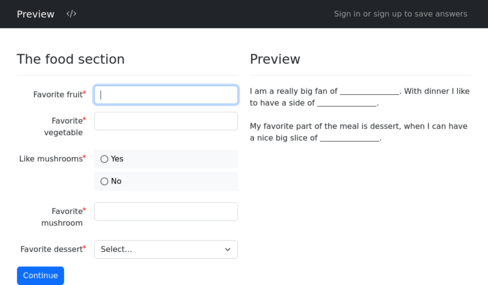 Preview </>
Sign in or sign up to save answers
The food section
Favorite fruit*
Favorite
vegetable*
Like mushrooms*
Yes
No
Favorite
mushroom*
Favorite dessert*
Select...
Continue
Preview
I am a really big fan of _______________. With dinner I like
to have a side of _______________.
My favorite part of the meal is dessert, when I can have
a nice big slice of _______________.